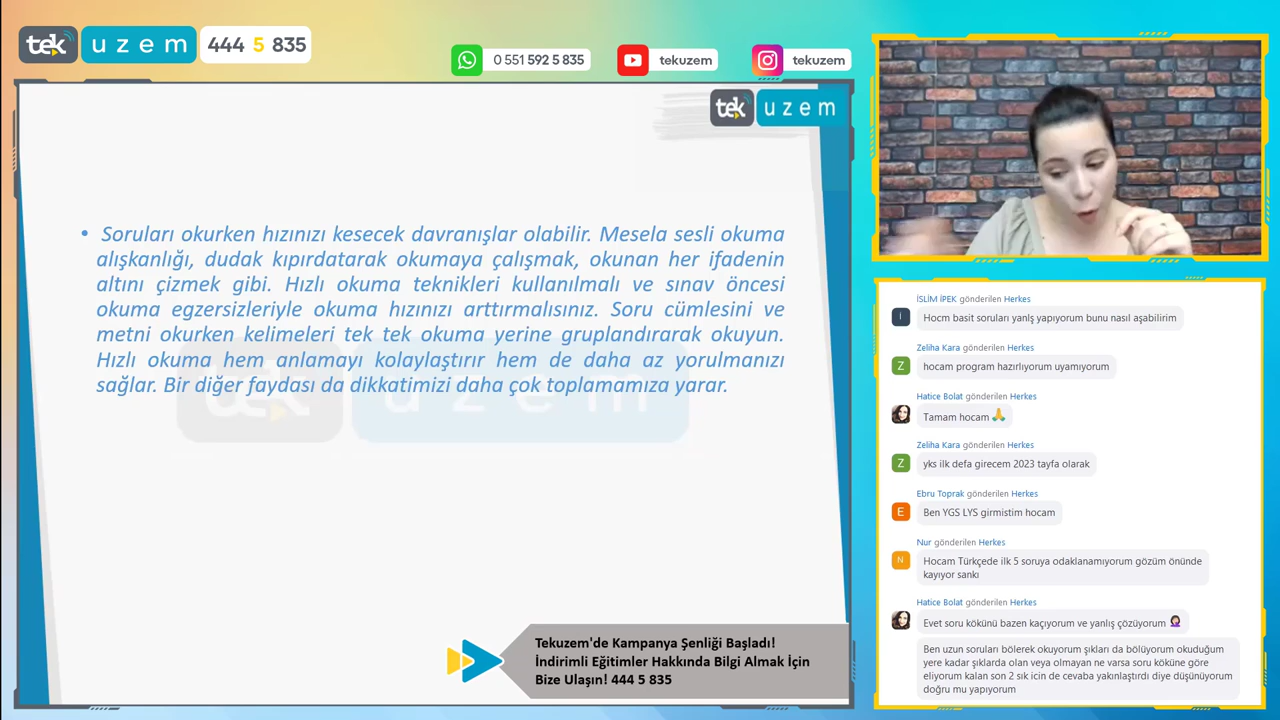 tek uzem 444 5 835
0 551 592 5 835
tekuzem
tekuzem
tek uzem
• Soruları okurken hızınızı kesecek davranışlar olabilir. Mesela sesli okuma
alışkanlığı, dudak kıpırdatarak okumaya çalışmak, okunan her ifadenin
altını çizmek gibi. Hızlı okuma teknikleri kullanılmalı ve sınav öncesi
okuma egzersizleriyle okuma hızınızı arttırmalısınız. Soru cümlesini ve
metni okurken kelimeleri tek tek okuma yerine gruplandırarak okuyun.
Hızlı okuma hem anlamayı kolaylaştırır hem de daha az yorulmanızı
sağlar. Bir diğer faydası da dikkatimizi daha çok toplamamıza yarar.
tek uzem
Tekuzem'de Kampanya Şenliği Başladı!
İndirimli Eğitimler Hakkında Bilgi Almak İçin
Bize Ulaşın! 444 5 835
İSLİM İPEK gönderilen Herkes
İ
Hocm basit soruları yanlş yapıyorum bunu nasıl aşabilirim
Zeliha Kara gönderilen Herkes
Z
hocam program hazırlıyorum uyamıyorum
Hatice Bolat gönderilen Herkes
Tamam hocam 🙏
Zeliha Kara gönderilen Herkes
Z
yks ilk defa girecem 2023 tayfa olarak
Ebru Toprak gönderilen Herkes
E
Ben YGS LYS girmistim hocam
Nur gönderilen Herkes
N
Hocam Türkçede ilk 5 soruya odaklanamıyorum gözüm önünde
kayıyor sankı
Hatice Bolat gönderilen Herkes
Evet soru kökünü bazen kaçıyorum ve yanlış çözüyorum 🤦🏻‍♀️
Ben uzun soruları bölerek okuyorum şıkları da bölüyorum okuduğum
yere kadar şıklarda olan veya olmayan ne varsa soru köküne göre
eliyorum kalan son 2 sık icin de cevaba yakınlaştırdı diye düşünüyorum
doğru mu yapıyorum